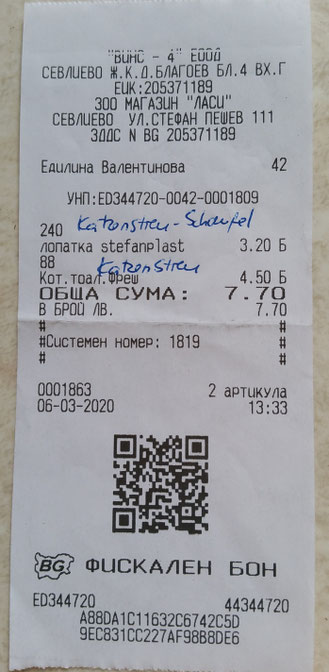 "ВИНС - 4" ЕООД
СЕВЛИЕВО Ж.К.Д.БЛАГОЕВ БЛ.4 ВХ.Г
ЕИК:205371189
ЗОО МАГАЗИН "ЛАСИ"
СЕВЛИЕВО УЛ.СТЕФАН ПЕШЕВ 111
ЗДДС N BG 205371189
Едилина Валентинова 42
УНП:ED344720-0042-0001809
240 Katzenstreu-Schaufel
лопатка stefanplast 3.20 Б
88 Katzenstreu
Кот.тоал.Фреш 4.50 Б
ОБЩА СУМА: 7.70
В БРОЙ ЛВ. 7.70
# #
#Системен номер: 1819 #
# #
0001863 2 артикула
06-03-2020 13:33
BG ФИСКАЛЕН БОН
ED344720 44344720
A88DA1C11632C6742C5D
9EC831CC227AF98B8DE6